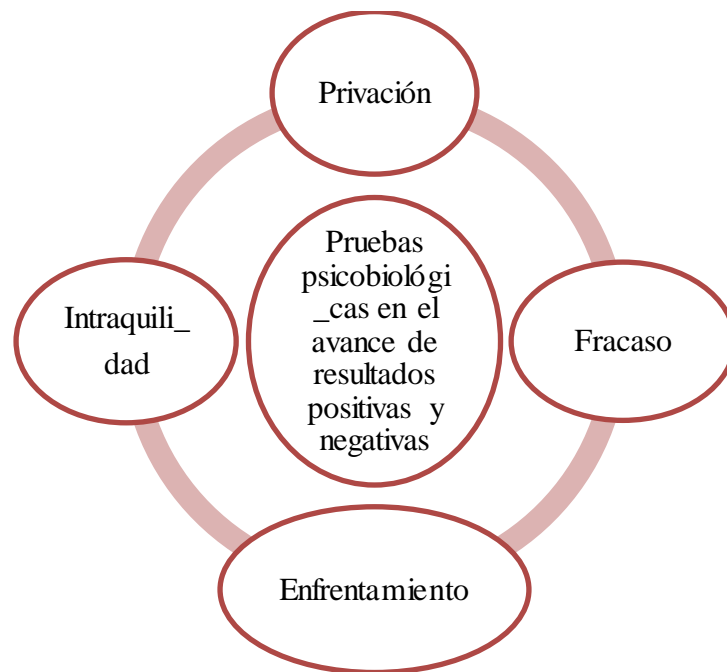 Privación
Pruebas
psicobiológi
_cas en el
avance de
resultados
positivas y
negativas
Intraquili_
dad
Fracaso
Enfrentamiento